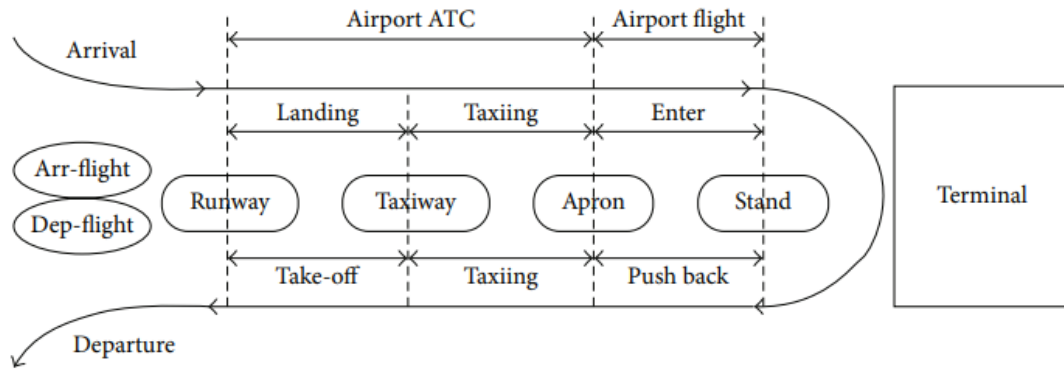 Airport ATC
Airport flight
Arrival
Landing
Taxiing
Enter
Arr-flight
Dep-flight
Runway
Taxiway
Apron
Stand
Terminal
Take-off
Taxiing
Push back
Departure